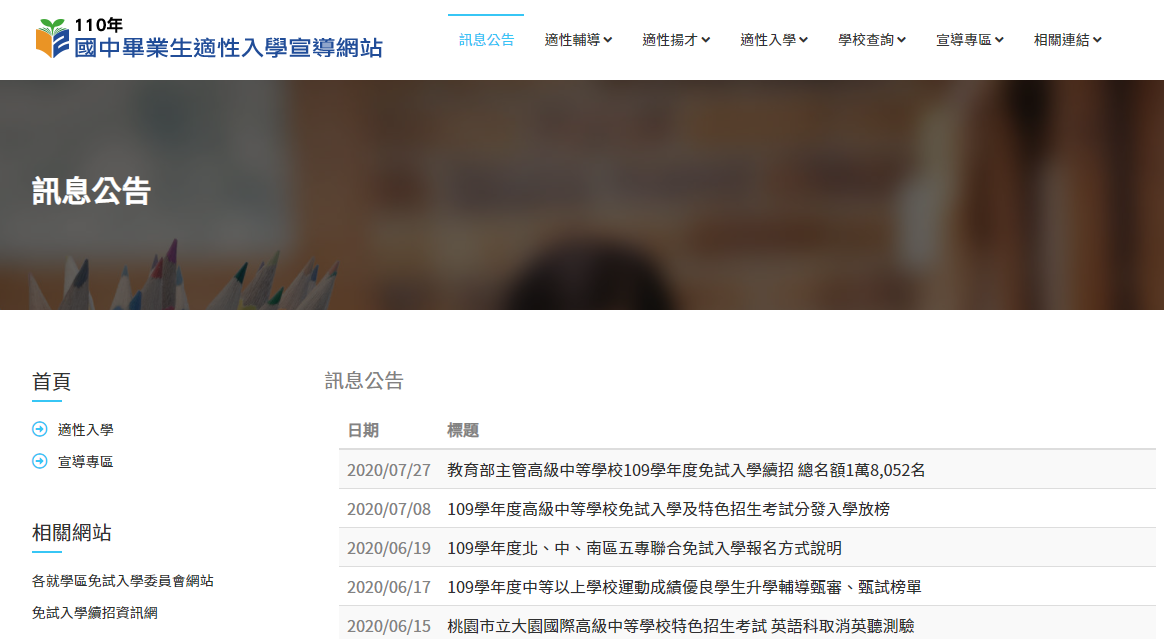 110年
國中畢業生適性入學宣導網站
訊息公告 適性輔導 適性揚才 適性入學 學校查詢 宣導專區 相關連結
訊息公告
首頁
適性入學
宣導專區
相關網站
各就學區免試入學委員會網站
免試入學續招資訊網
訊息公告
日期 標題
2020/07/27 教育部主管高級中等學校109學年度免試入學續招 總名額1萬8,052名
2020/07/08 109學年度高級中等學校免試入學及特色招生考試分發入學放榜
2020/06/19 109學年度北、中、南區五專聯合免試入學報名方式說明
2020/06/17 109學年度中等以上學校運動成績優良學生升學輔導甄審、甄試榜單
2020/06/15 桃園市立大園國際高級中等學校特色招生考試 英語科取消英聽測驗